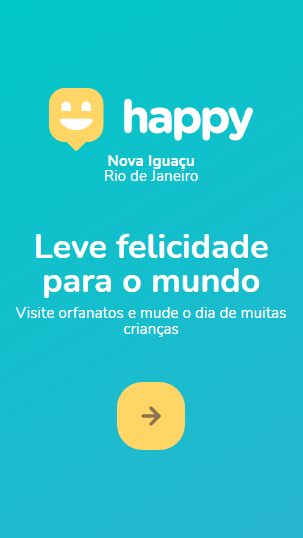 happy
Nova Iguaçu
Rio de Janeiro
Leve felicidade
para o mundo
Visite orfanatos e mude o dia de muitas
crianças